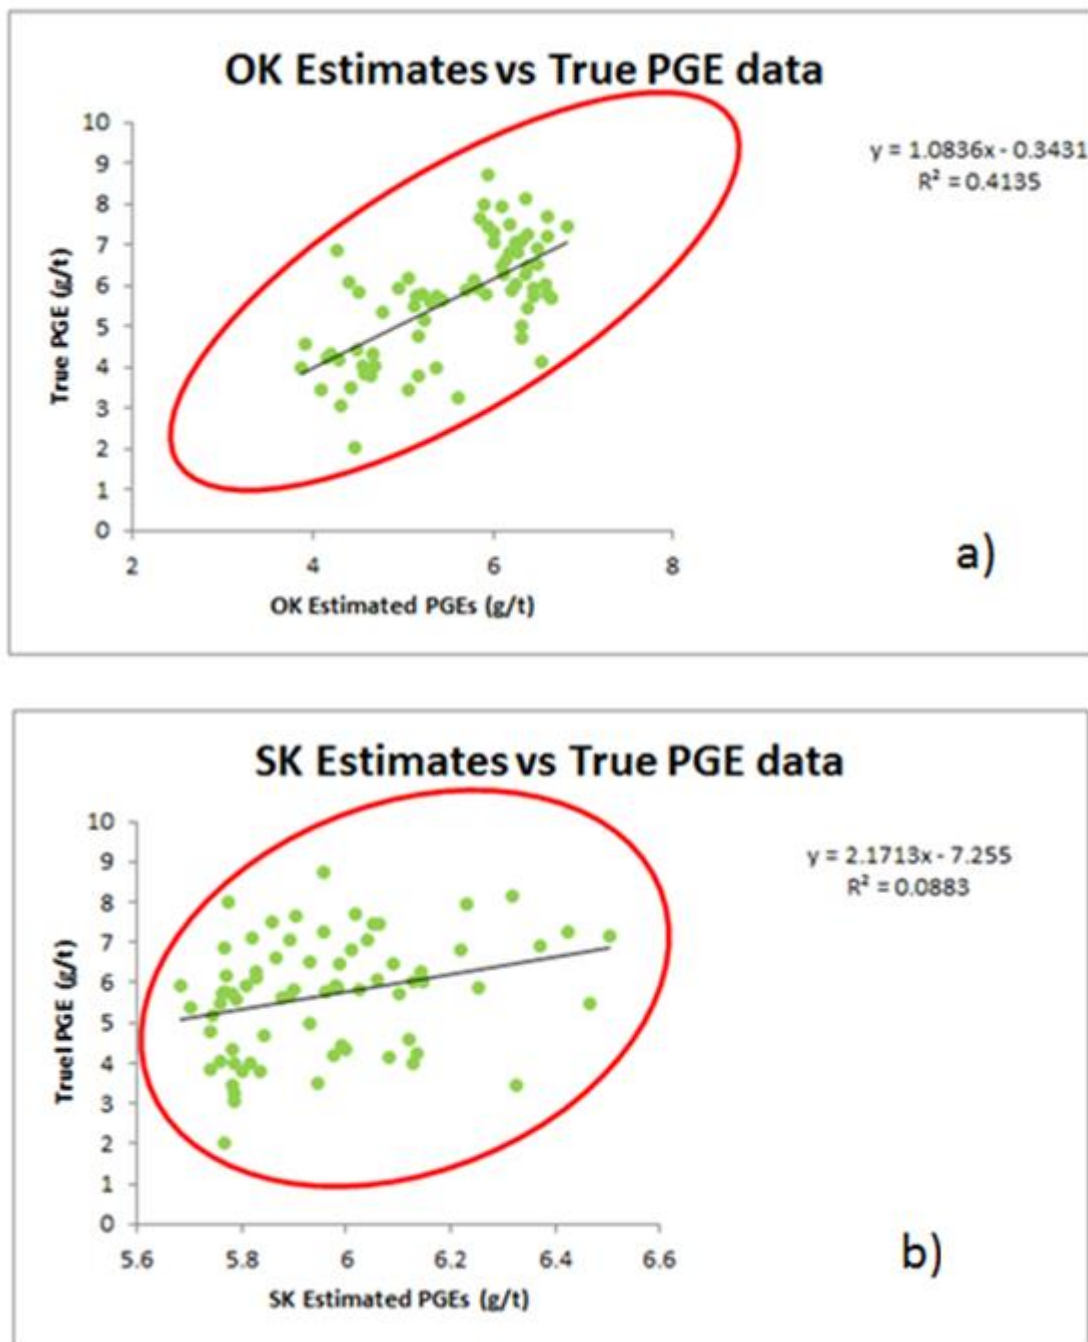 OK Estimates vs True PGE data
y = 1.0836x - 0.3431
R² = 0.4135
True PGE (g/t)
10
9
8
7
6
5
4
3
2
1
0
2 4 6 8
OK Estimated PGEs (g/t)
a)
SK Estimates vs True PGE data
y = 2.1713x - 7.255
R² = 0.0883
Truel PGE (g/t)
10
9
8
7
6
5
4
3
2
1
0
5.6 5.8 6 6.2 6.4 6.6
SK Estimated PGEs (g/t)
b)